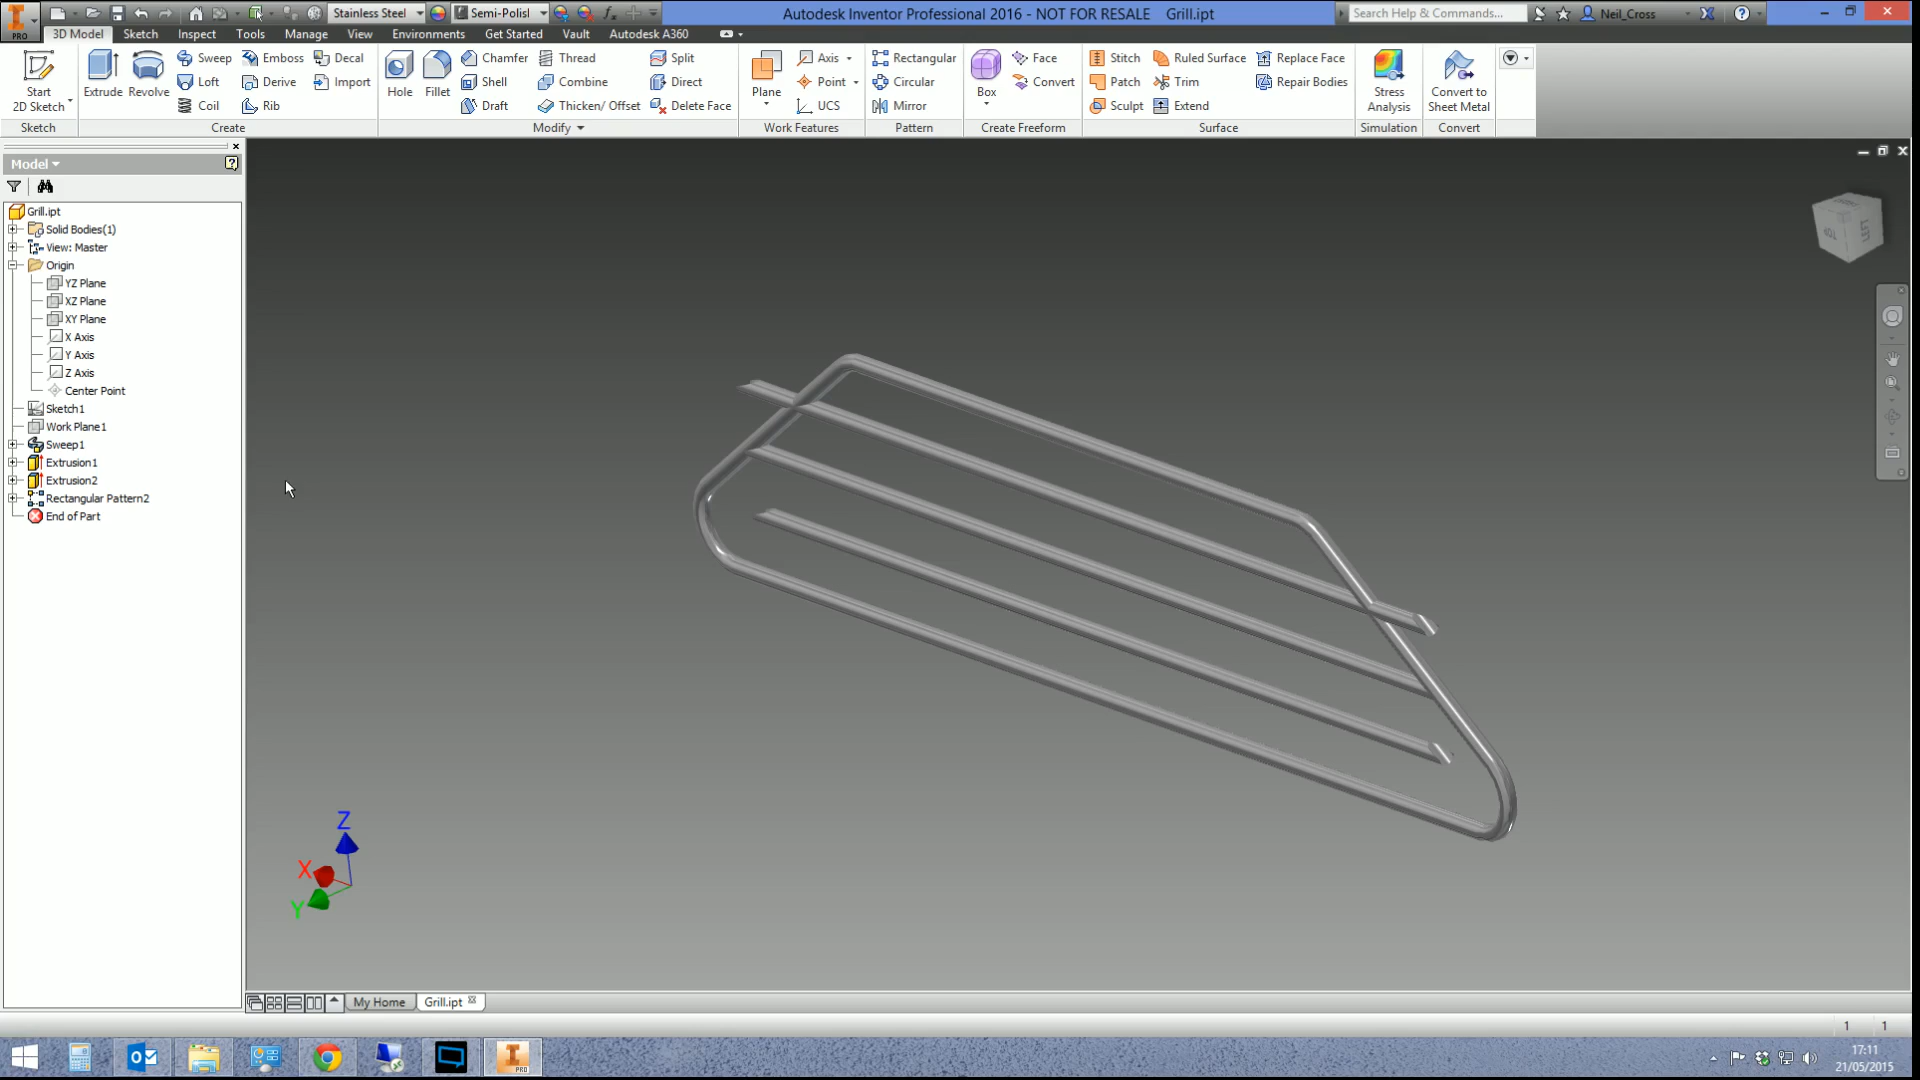 Stainless Steel
Semi-Polisl
Autodesk Inventor Professional 2016 - NOT FOR RESALE Grill.ipt
Search Help & Commands...
Neil_Cross
PRO
3D Model Sketch Inspect Tools Manage View Environments Get Started Vault Autodesk A360
Start
2D Sketch
Extrude Revolve
Sweep Emboss Decal
Loft Derive Import
Coil Rib
Hole Fillet
Chamfer Thread Split
Shell Combine Direct
Draft Thicken/ Offset Delete Face
Plane
Axis
Point
UCS
Rectangular
Circular
Mirror
Box
Face
Convert
Stitch Ruled Surface Replace Face
Patch Trim Repair Bodies
Sculpt Extend
Stress
Analysis
Convert to
Sheet Metal
Sketch Create Modify Work Features Pattern Create Freeform Surface Simulation Convert
Model
Grill.ipt
Solid Bodies(1)
View: Master
Origin
YZ Plane
XZ Plane
XY Plane
X Axis
Y Axis
Z Axis
Center Point
Sketch1
Work Plane1
Sweep1
Extrusion1
Extrusion2
Rectangular Pattern2
End of Part
TOP
Z
X
Y
My Home Grill.ipt
1 1
PRO
17:11
21/05/2015